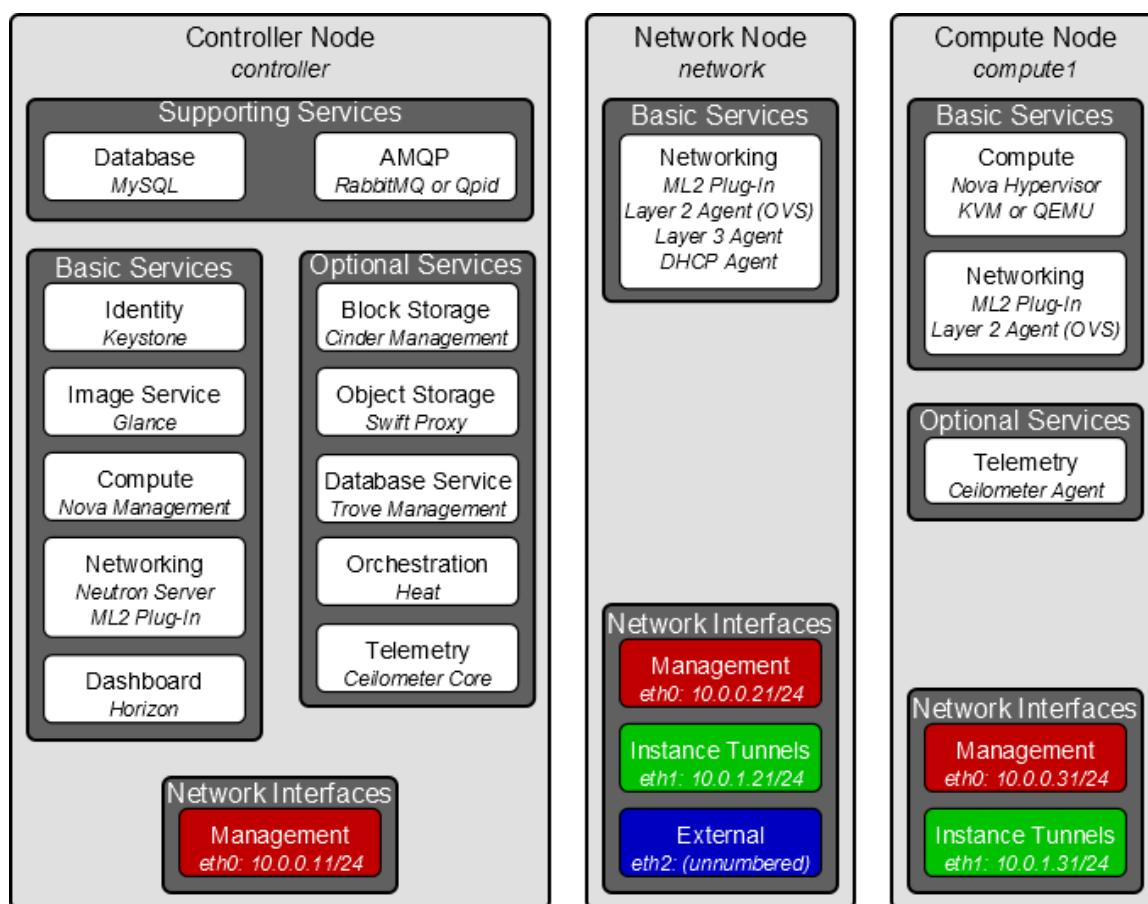 Controller Node
controller
Supporting Services
Database
MySQL
AMQP
RabbitMQ or Qpid
Basic Services
Identity
Keystone
Image Service
Glance
Compute
Nova Management
Networking
Neutron Server
ML2 Plug-In
Dashboard
Horizon
Optional Services
Block Storage
Cinder Management
Object Storage
Swift Proxy
Database Service
Trove Management
Orchestration
Heat
Telemetry
Ceilometer Core
Network Interfaces
Management
eth0: 10.0.0.11/24
Network Node
network
Basic Services
Networking
ML2 Plug-In
Layer 2 Agent (OVS)
Layer 3 Agent
DHCP Agent
Network Interfaces
Management
eth0: 10.0.0.21/24
Instance Tunnels
eth1: 10.0.1.21/24
External
eth2: (unnumbered)
Compute Node
compute1
Basic Services
Compute
Nova Hypervisor
KVM or QEMU
Networking
ML2 Plug-In
Layer 2 Agent (OVS)
Optional Services
Telemetry
Ceilometer Agent
Network Interfaces
Management
eth0: 10.0.0.31/24
Instance Tunnels
eth1: 10.0.1.31/24